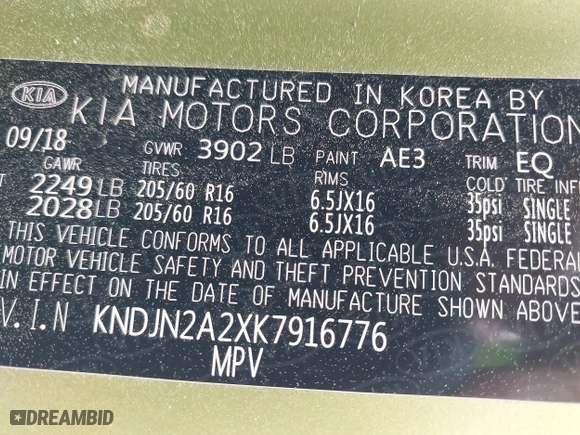 KIA
MANUFACTURED IN KOREA BY
KIA MOTORS CORPORATION
09/18 GVWR 3902 LB PAINT AE3 TRIM EQ
GAWR TIRES RIMS COLD TIRE INFL
2249 LB 205/60 R16 6.5JX16 35psi SINGLE
2028 LB 205/60 R16 6.5JX16 35psi SINGLE
THIS VEHICLE CONFORMS TO ALL APPLICABLE U.S.A. FEDERAL
MOTOR VEHICLE SAFETY AND THEFT PREVENTION STANDARDS
IN EFFECT ON THE DATE OF MANUFACTURE SHOWN ABOVE.
V.I.N KNDJN2A2XK7916776
MPV
DREAMBID